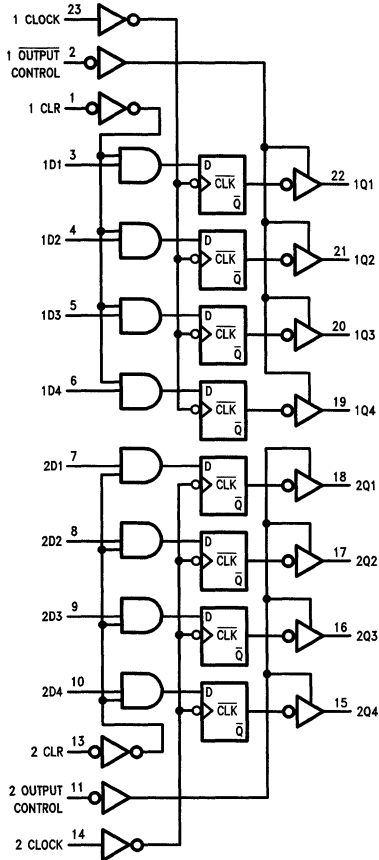 1 CLOCK 23
1 OUTPUT CONTROL 2
1 CLR 1
1D1 3 D CLK Q 22 1Q1
1D2 4 D CLK Q 21 1Q2
1D3 5 D CLK Q 20 1Q3
1D4 6 D CLK Q 19 1Q4
2D1 7 D CLK Q 18 2Q1
2D2 8 D CLK Q 17 2Q2
2D3 9 D CLK Q 16 2Q3
2D4 10 D CLK Q 15 2Q4
2 CLR 13
2 OUTPUT CONTROL 11
2 CLOCK 14